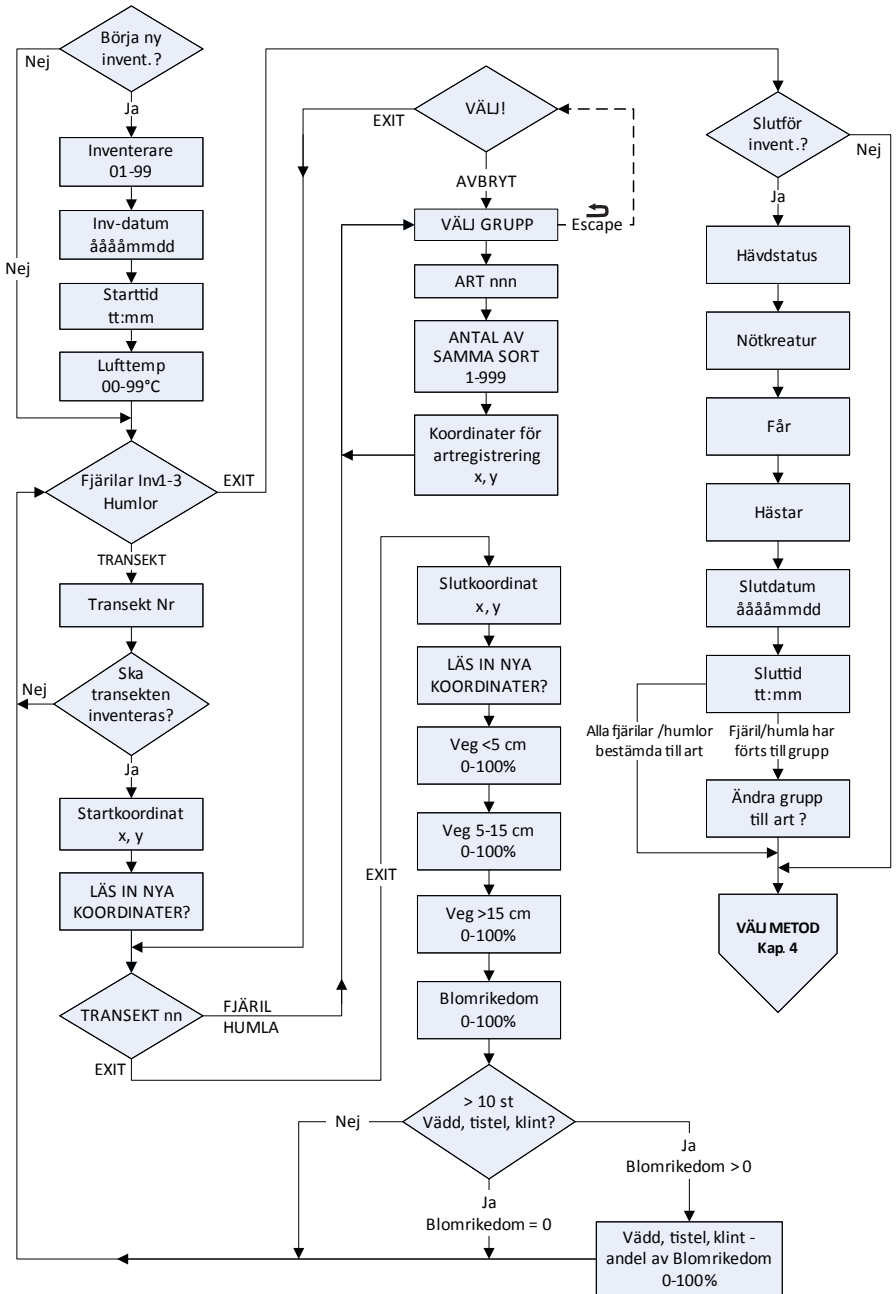 Börja ny
invent.?
Nej
Ja
Inventerare
01-99
Inv-datum
ååååmmdd
Nej
Starttid
tt:mm
Lufttemp
00-99°C
Fjärilar Inv1-3
Humlor
EXIT
TRANSEKT
Transekt Nr
Ska
transekten
inventeras?
Nej
Ja
Startkoordinat
x, y
LÄS IN NYA
KOORDINATER?
TRANSEKT nn
FJÄRIL
HUMLA
EXIT
VÄLJ!
EXIT
AVBRYT
VÄLJ GRUPP
Escape
ART nnn
ANTAL AV
SAMMA SORT
1-999
Koordinater för
artregistrering
x, y
Slutkoordinat
x, y
LÄS IN NYA
KOORDINATER?
Veg <5 cm
0-100%
Veg 5-15 cm
0-100%
EXIT
Veg >15 cm
0-100%
Blomrikedom
0-100%
> 10 st
Vädd, tistel, klint?
Nej
Ja
Blomrikedom = 0
Ja
Blomrikedom > 0
Vädd, tistel, klint -
andel av Blomrikedom
0-100%
Slutför
invent.?
Nej
Ja
Hävdstatus
Nötkreatur
Får
Hästar
Slutdatum
ååååmmdd
Sluttid
tt:mm
Alla fjärilar /humlor
bestämda till art
Fjäril/humla har
förts till grupp
Ändra grupp
till art ?
VÄLJ METOD
Kap. 4